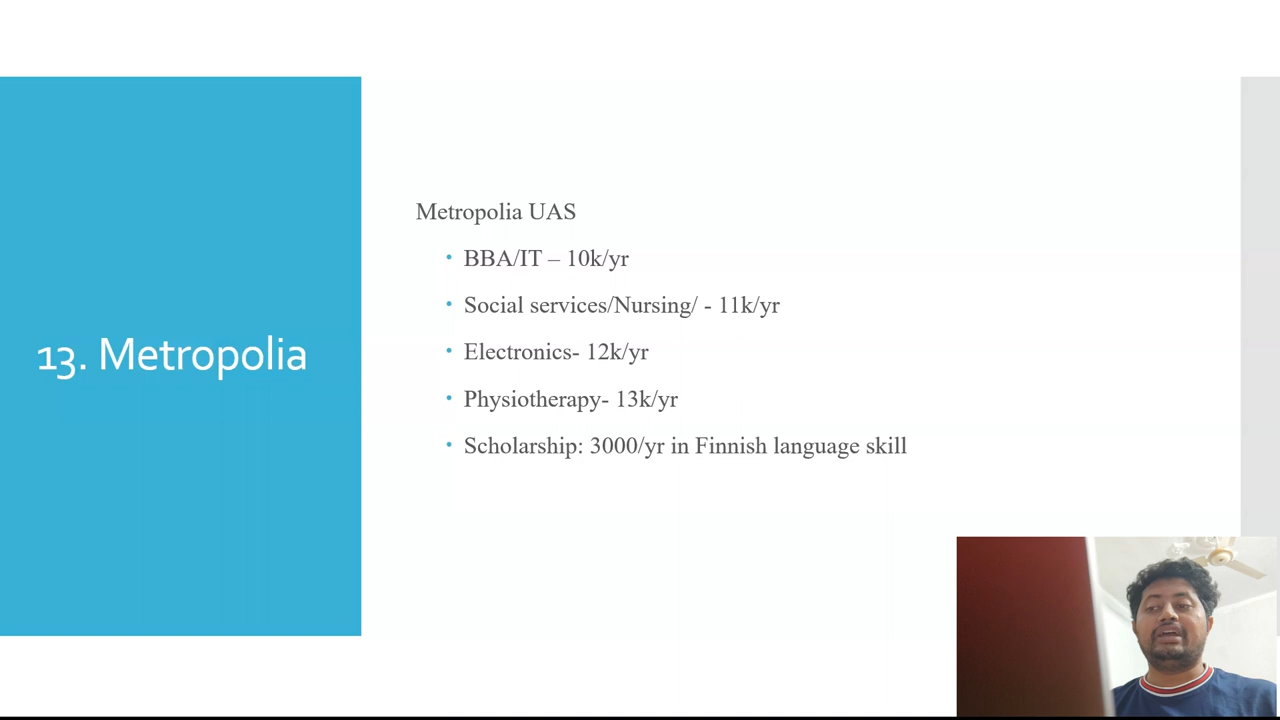 13. Metropolia
Metropolia UAS
• BBA/IT – 10k/yr
• Social services/Nursing/ - 11k/yr
• Electronics- 12k/yr
• Physiotherapy- 13k/yr
• Scholarship: 3000/yr in Finnish language skill